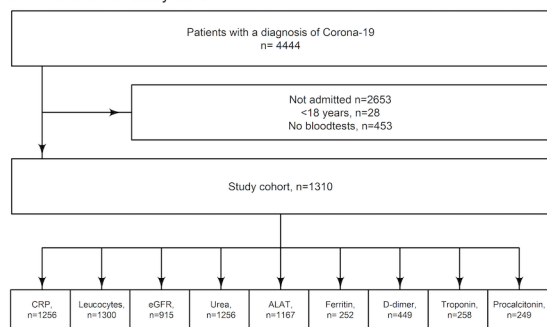 Patients with a diagnosis of Corona-19
n= 4444
Not admitted n=2653
<18 years, n=28
No bloodtests, n=453
Study cohort, n=1310
CRP,
n=1256
Leucocytes,
n=1300
eGFR,
n=915
Urea,
n=1256
ALAT,
n=1167
Ferritin,
n= 252
D-dimer,
n=449
Troponin,
n=258
Procalcitonin,
n=249